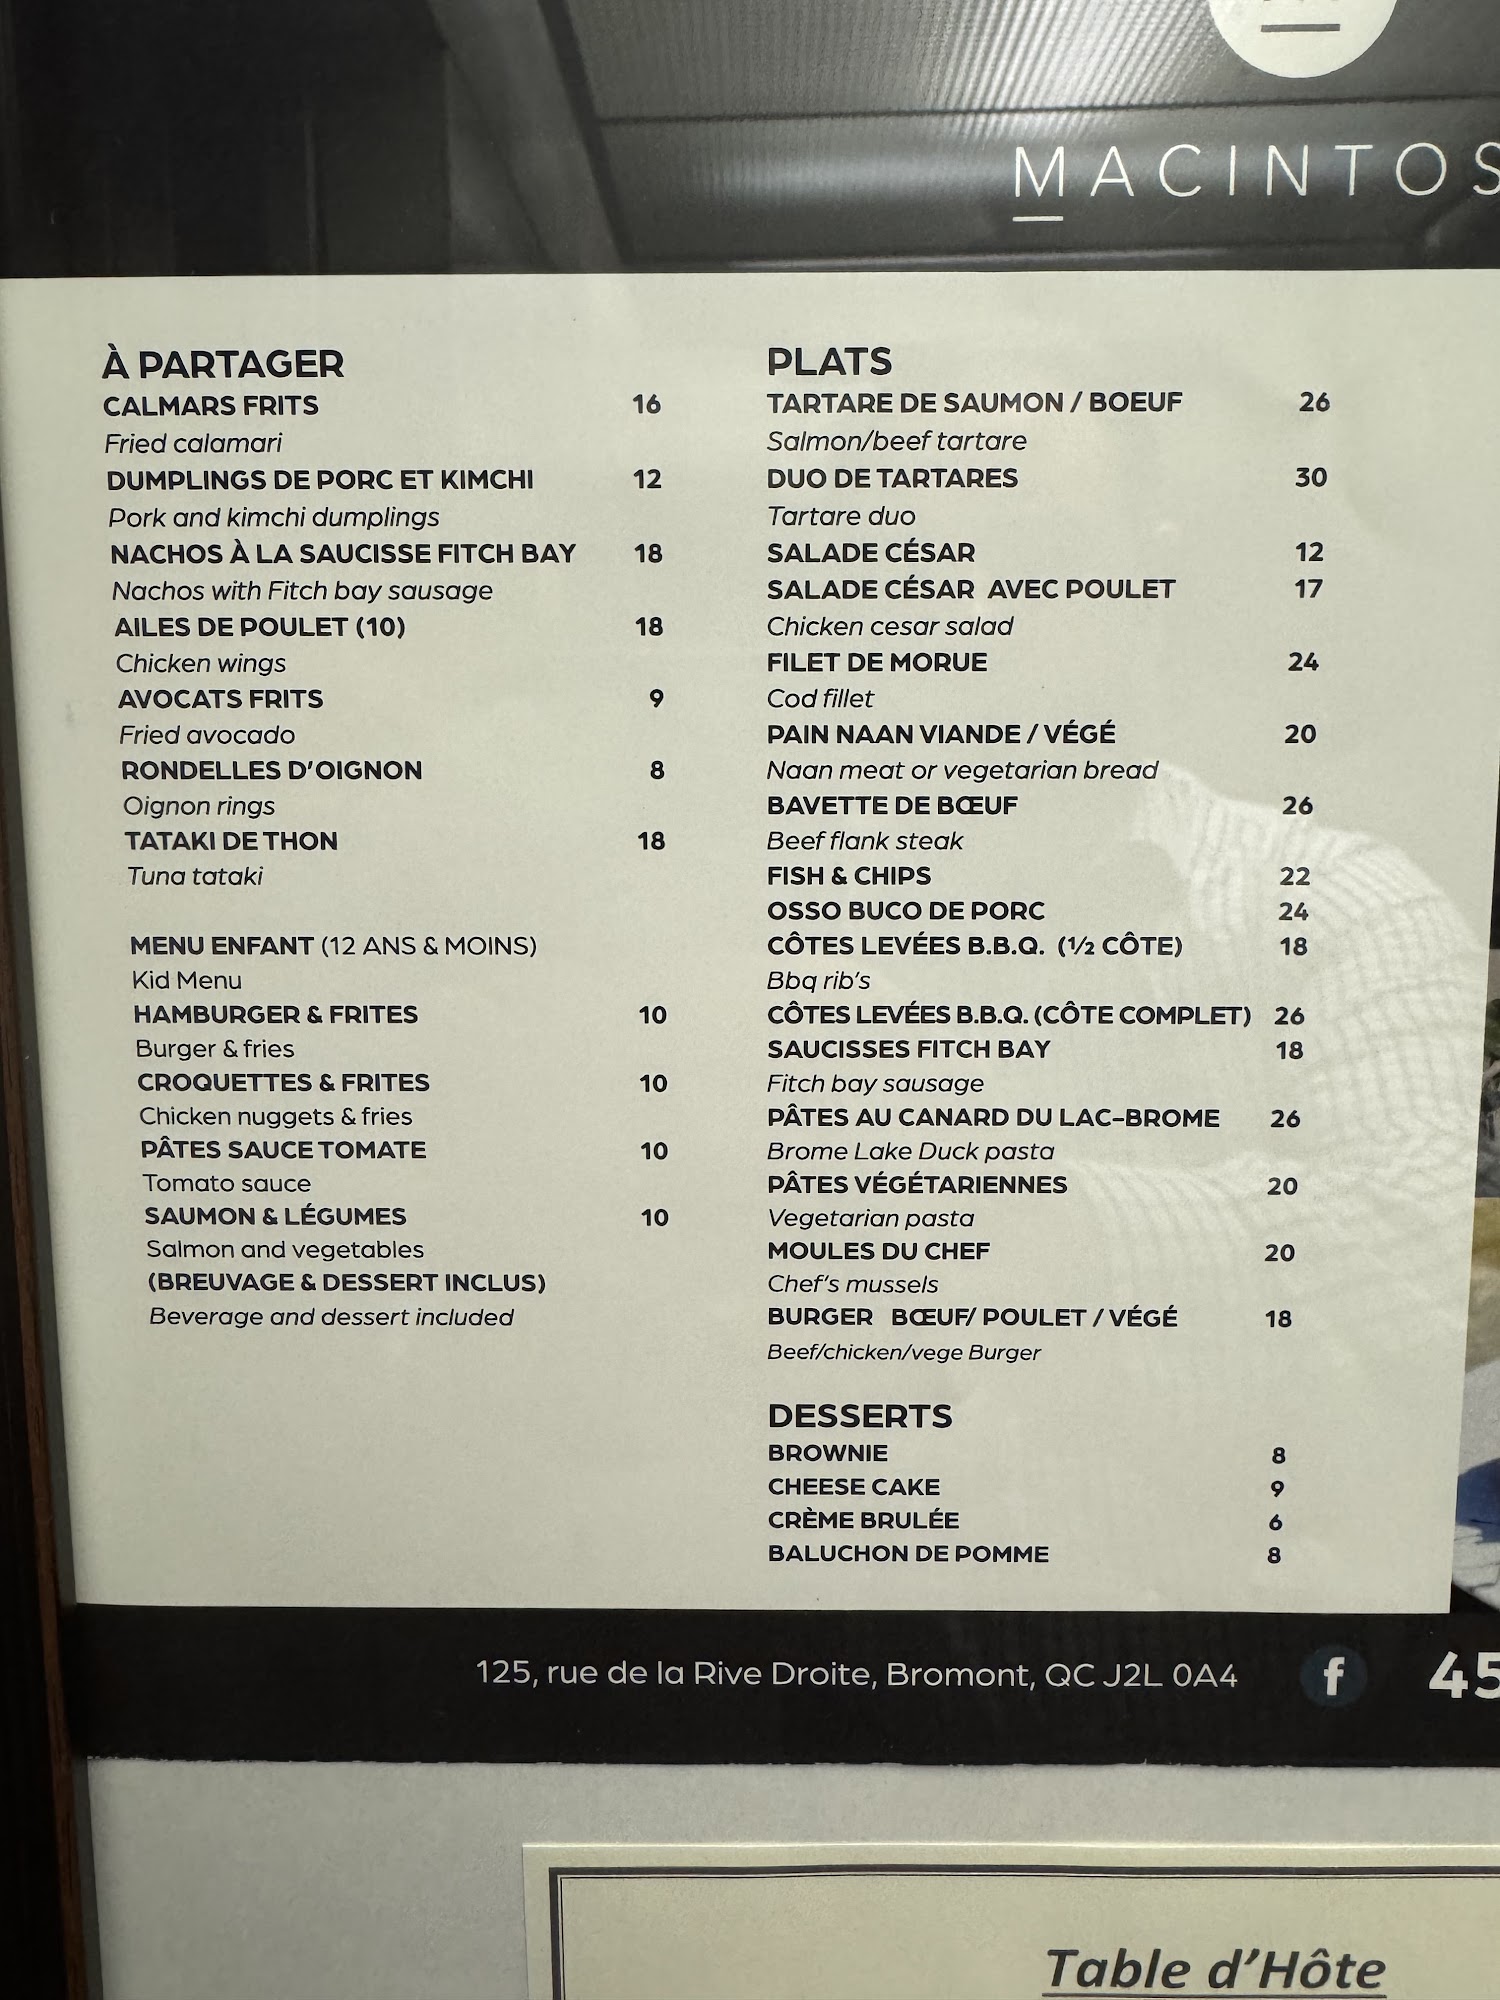 MACINTOS
À PARTAGER
CALMARS FRITS 16
Fried calamari
DUMPLINGS DE PORC ET KIMCHI 12
Pork and kimchi dumplings
NACHOS À LA SAUCISSE FITCH BAY 18
Nachos with Fitch bay sausage
AILES DE POULET (10) 18
Chicken wings
AVOCATS FRITS 9
Fried avocado
RONDELLES D'OIGNON 8
Oignon rings
TATAKI DE THON 18
Tuna tataki
MENU ENFANT (12 ANS & MOINS)
Kid Menu
HAMBURGER & FRITES 10
Burger & fries
CROQUETTES & FRITES 10
Chicken nuggets & fries
PÂTES SAUCE TOMATE 10
Tomato sauce
SAUMON & LÉGUMES 10
Salmon and vegetables
(BREUVAGE & DESSERT INCLUS)
Beverage and dessert included
PLATS
TARTARE DE SAUMON / BOEUF 26
Salmon/beef tartare
DUO DE TARTARES 30
Tartare duo
SALADE CÉSAR 12
SALADE CÉSAR AVEC POULET 17
Chicken cesar salad
FILET DE MORUE 24
Cod fillet
PAIN NAAN VIANDE / VÉGÉ 20
Naan meat or vegetarian bread
BAVETTE DE BŒUF 26
Beef flank steak
FISH & CHIPS 22
OSSO BUCO DE PORC 24
CÔTES LEVÉES B.B.Q. (½ CÔTE) 18
Bbq rib's
CÔTES LEVÉES B.B.Q. (CÔTE COMPLET) 26
SAUCISSES FITCH BAY 18
Fitch bay sausage
PÂTES AU CANARD DU LAC-BROME 26
Brome Lake Duck pasta
PÂTES VÉGÉTARIENNES 20
Vegetarian pasta
MOULES DU CHEF 20
Chef's mussels
BURGER BŒUF/ POULET / VÉGÉ 18
Beef/chicken/vege Burger
DESSERTS
BROWNIE 8
CHEESE CAKE 9
CRÈME BRULÉE 6
BALUCHON DE POMME 8
125, rue de la Rive Droite, Bromont, QC J2L 0A4 f 45
Table d'Hôte